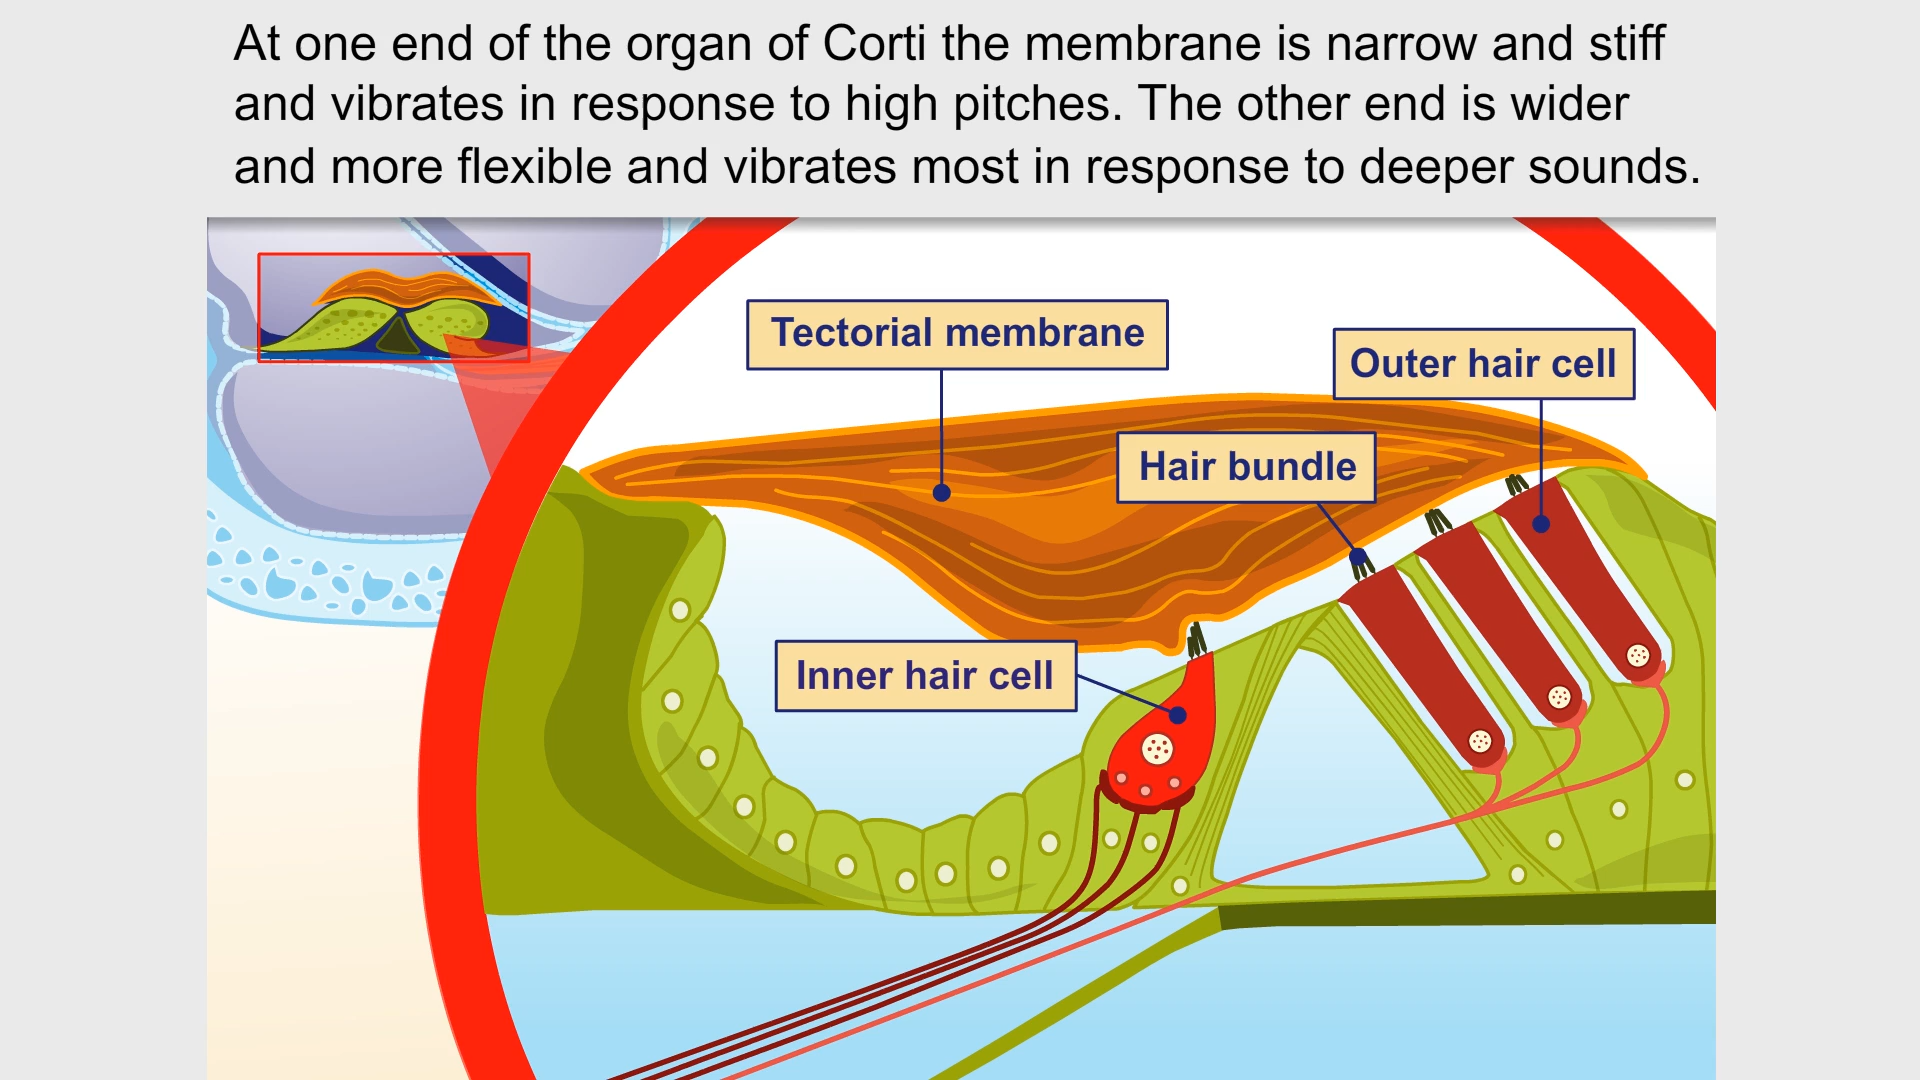 At one end of the organ of Corti the membrane is narrow and stiff
and vibrates in response to high pitches. The other end is wider
and more flexible and vibrates most in response to deeper sounds.
Tectorial membrane
Outer hair cell
Hair bundle
Inner hair cell